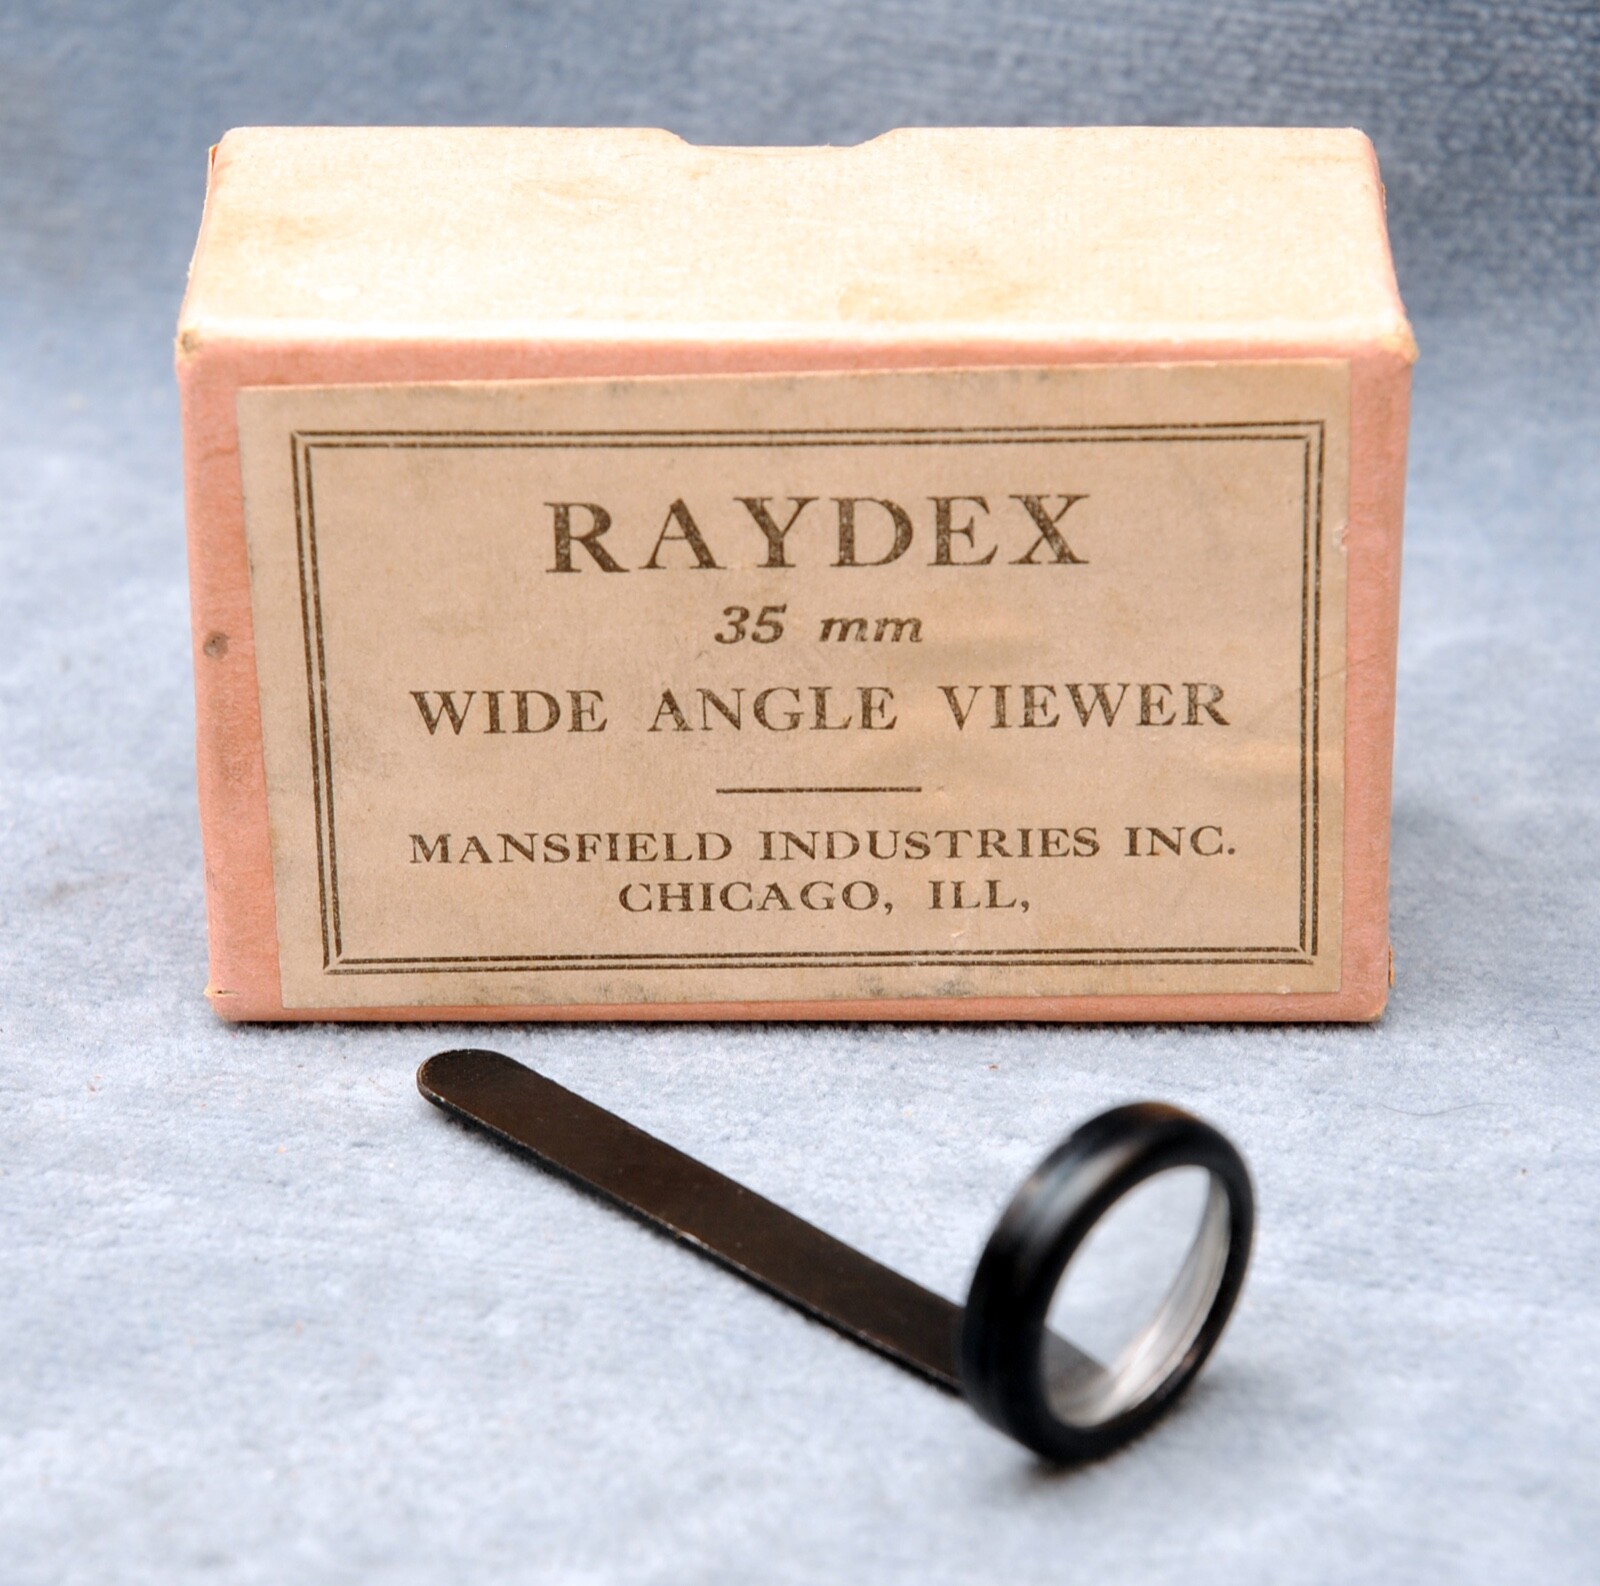 RAYDEX
35 mm
WIDE ANGLE VIEWER
MANSFIELD INDUSTRIES INC.
CHICAGO, ILL,